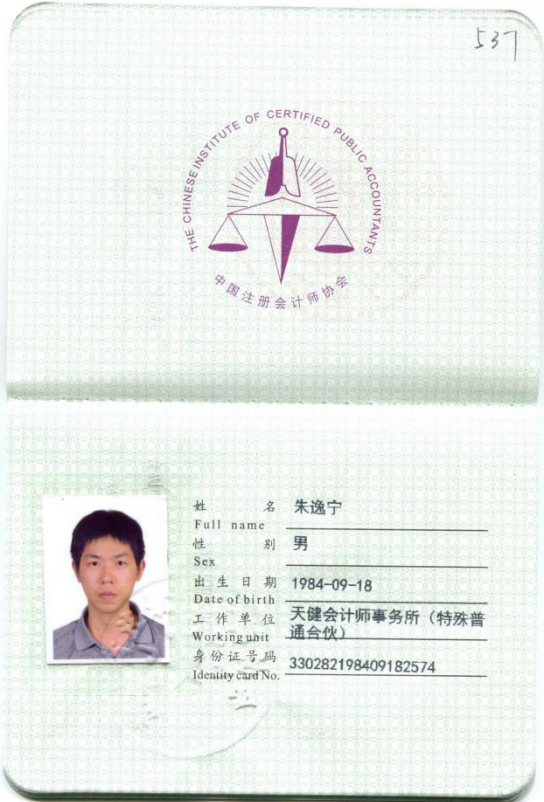 537
THE CHINESE INSTITUTE OF CERTIFIED PUBLIC ACCOUNTANTS
中国注册会计师协会
姓名 朱逸宁
Full name
性别 男
Sex
出生日期 1984-09-18
Date of birth
工作单位 天健会计师事务所（特殊普
Working unit 通合伙）
身份证号码 330282198409182574
Identity card No.